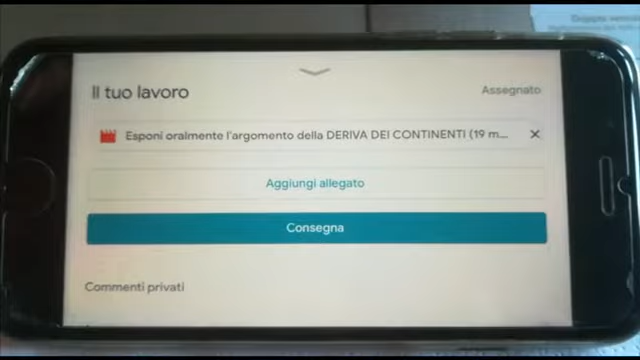 Il tuo lavoro
Assegnato
Esponi oralmente l'argomento della DERIVA DEI CONTINENTI (19 m...
Aggiungi allegato
Consegna
Commenti privati